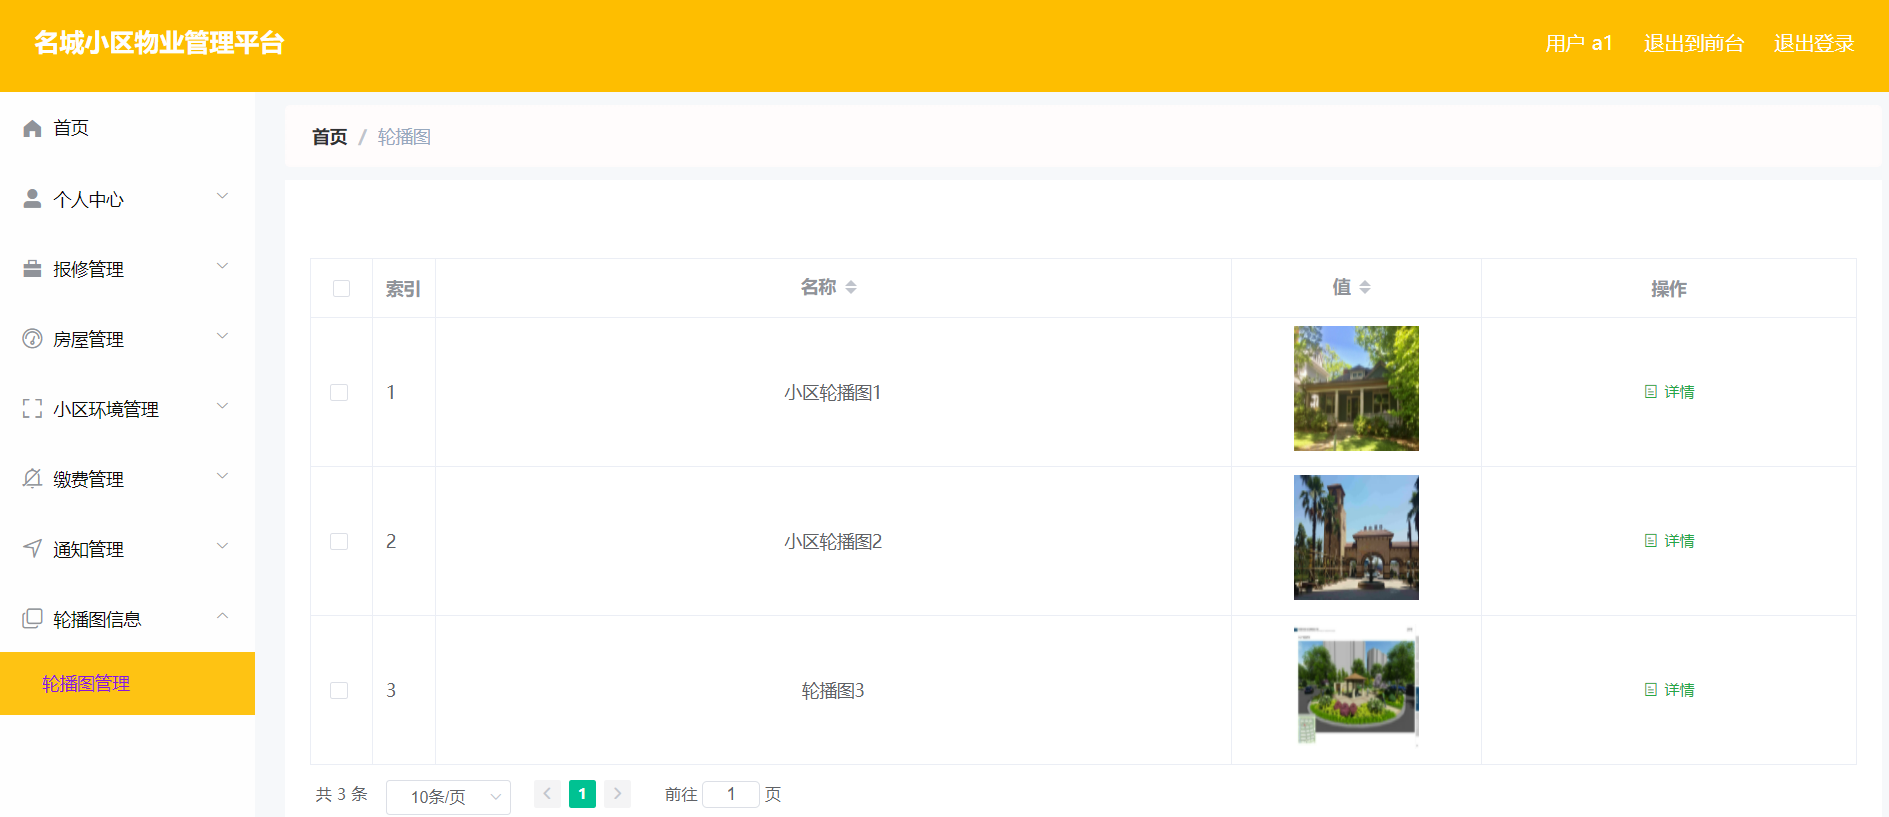 名城小区物业管理平台
用户 a1 退出到前台 退出登录
首页
个人中心
报修管理
房屋管理
小区环境管理
缴费管理
通知管理
轮播图信息
轮播图管理
首页 / 轮播图
索引 名称 值 操作
1 小区轮播图1 详情
2 小区轮播图2 详情
3 轮播图3 详情
共 3 条 10条/页 1 前往 1 页